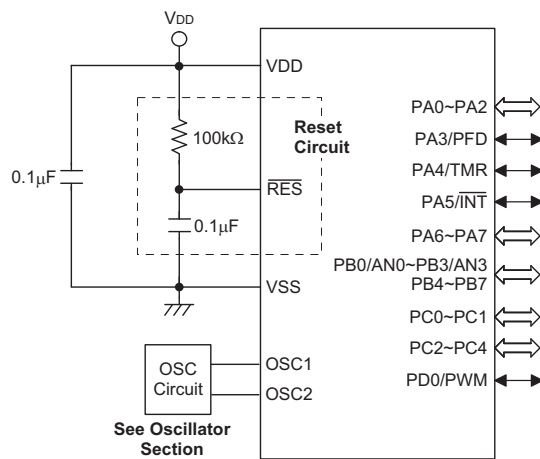 VDD
VDD
Reset
Circuit
100kΩ
0.1μF
R̅E̅S̅
0.1μF
VSS
OSC
Circuit
OSC1
OSC2
See Oscillator
Section
PA0~PA2
PA3/PFD
PA4/TMR
PA5/I̅N̅T̅
PA6~PA7
PB0/AN0~PB3/AN3
PB4~PB7
PC0~PC1
PC2~PC4
PD0/PWM